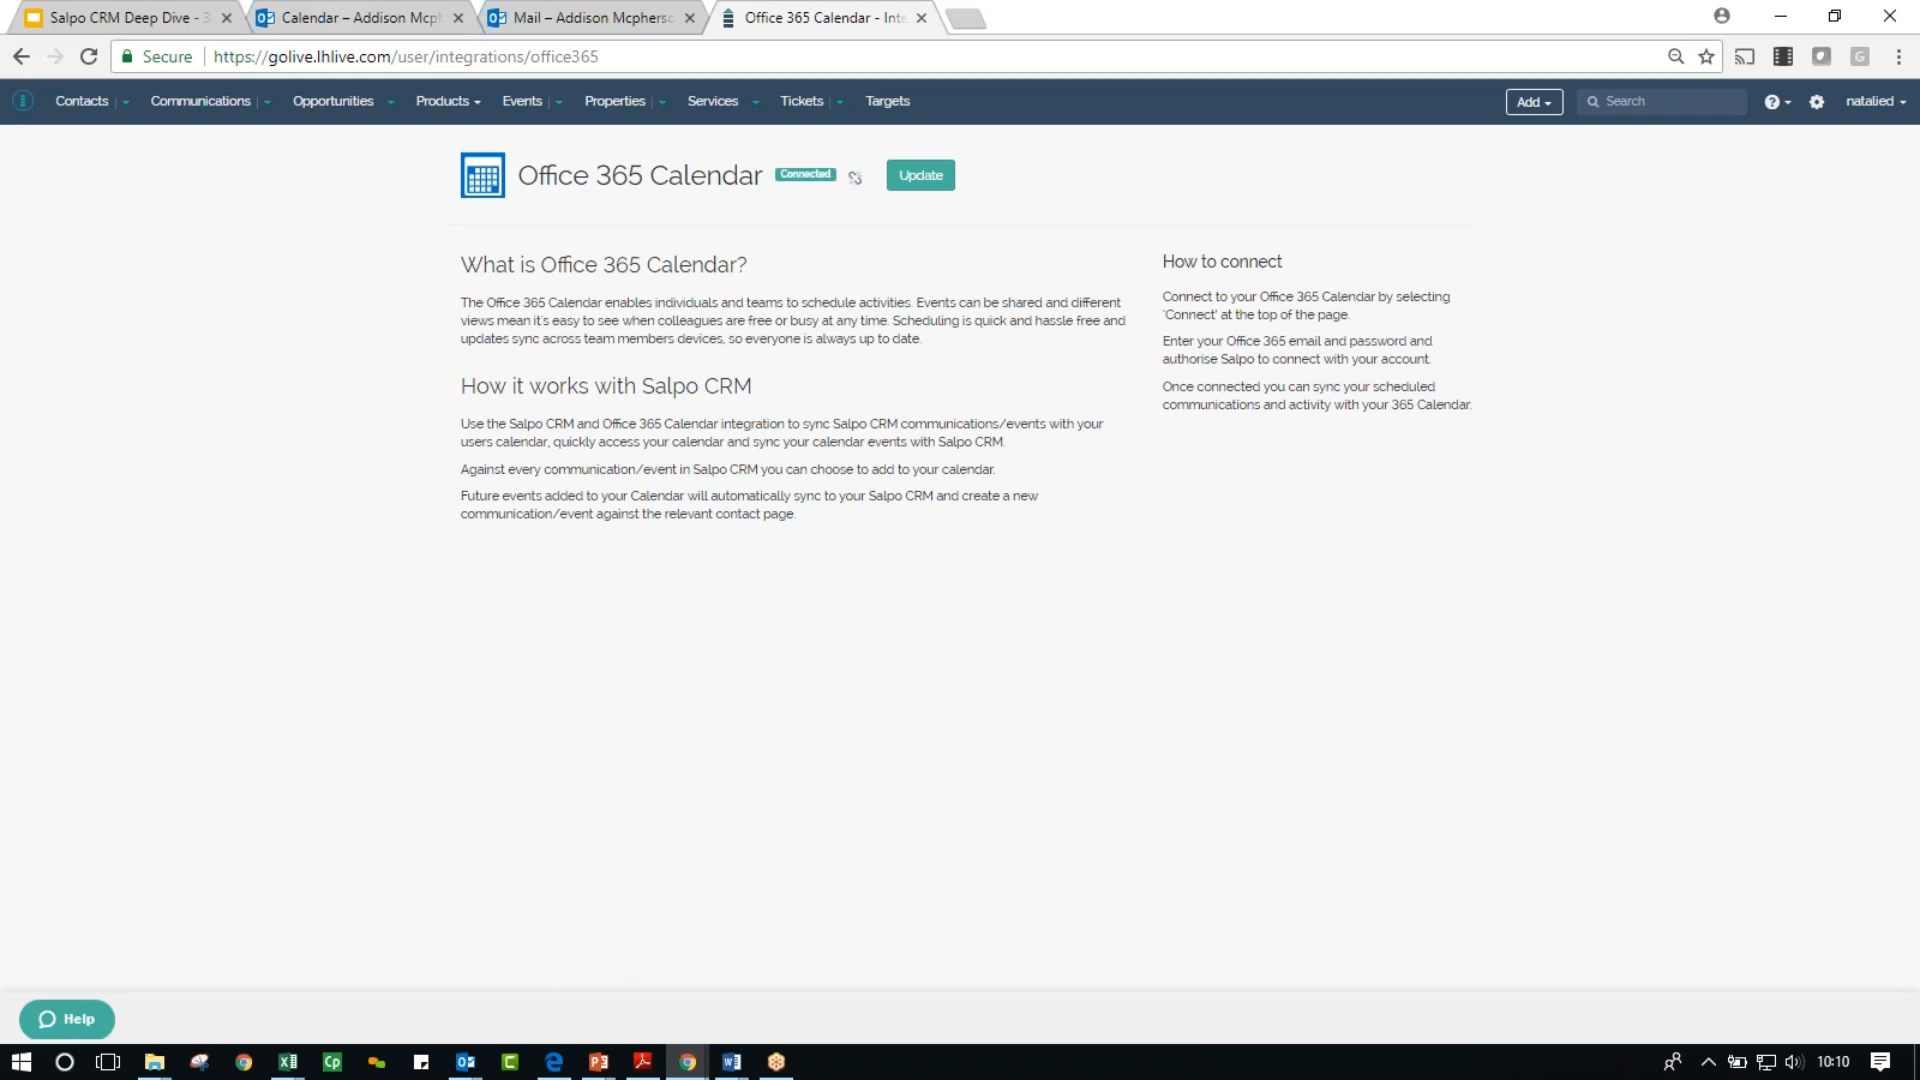 Salpo CRM Deep Dive - 3
Calendar – Addison Mcph
Mail – Addison Mcpherso
Office 365 Calendar - Inte
Secure
https://golive.lhlive.com/user/integrations/office365
Contacts
Communications
Opportunities
Products
Events
Properties
Services
Tickets
Targets
Add
Search
natalied
Office 365 Calendar
Connected
Update
What is Office 365 Calendar?
The Office 365 Calendar enables individuals and teams to schedule activities. Events can be shared and different
views mean it's easy to see when colleagues are free or busy at any time. Scheduling is quick and hassle free and
updates sync across team members devices, so everyone is always up to date.
How it works with Salpo CRM
Use the Salpo CRM and Office 365 Calendar integration to sync Salpo CRM communications/events with your
users calendar, quickly access your calendar and sync your calendar events with Salpo CRM.
Against every communication/event in Salpo CRM you can choose to add to your calendar.
Future events added to your Calendar will automatically sync to your Salpo CRM and create a new
communication/event against the relevant contact page.
How to connect
Connect to your Office 365 Calendar by selecting
'Connect' at the top of the page.
Enter your Office 365 email and password and
authorise Salpo to connect with your account.
Once connected you can sync your scheduled
communications and activity with your 365 Calendar.
Help
10:10